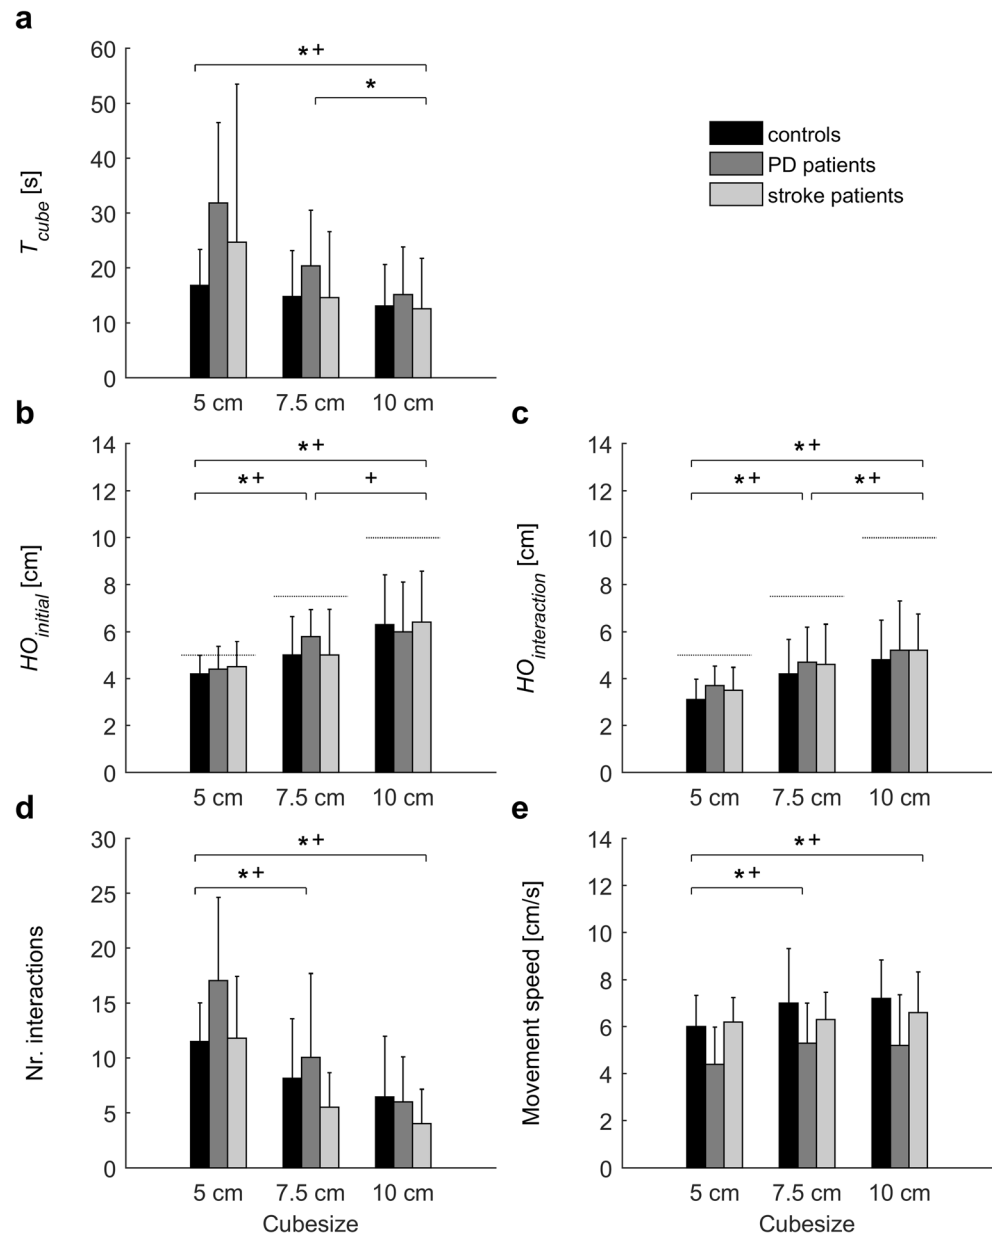 a
T_cube [s]
60
50
40
30
20
10
0
* +
*
5 cm 7.5 cm 10 cm
controls
PD patients
stroke patients
b
HO_initial [cm]
14
12
10
8
6
4
2
0
* +
* + +
5 cm 7.5 cm 10 cm
c
HO_interaction [cm]
14
12
10
8
6
4
2
0
* +
* + * +
5 cm 7.5 cm 10 cm
d
Nr. interactions
30
25
20
15
10
5
0
* +
* +
5 cm 7.5 cm 10 cm
Cubesize
e
Movement speed [cm/s]
14
12
10
8
6
4
2
0
* +
* +
5 cm 7.5 cm 10 cm
Cubesize